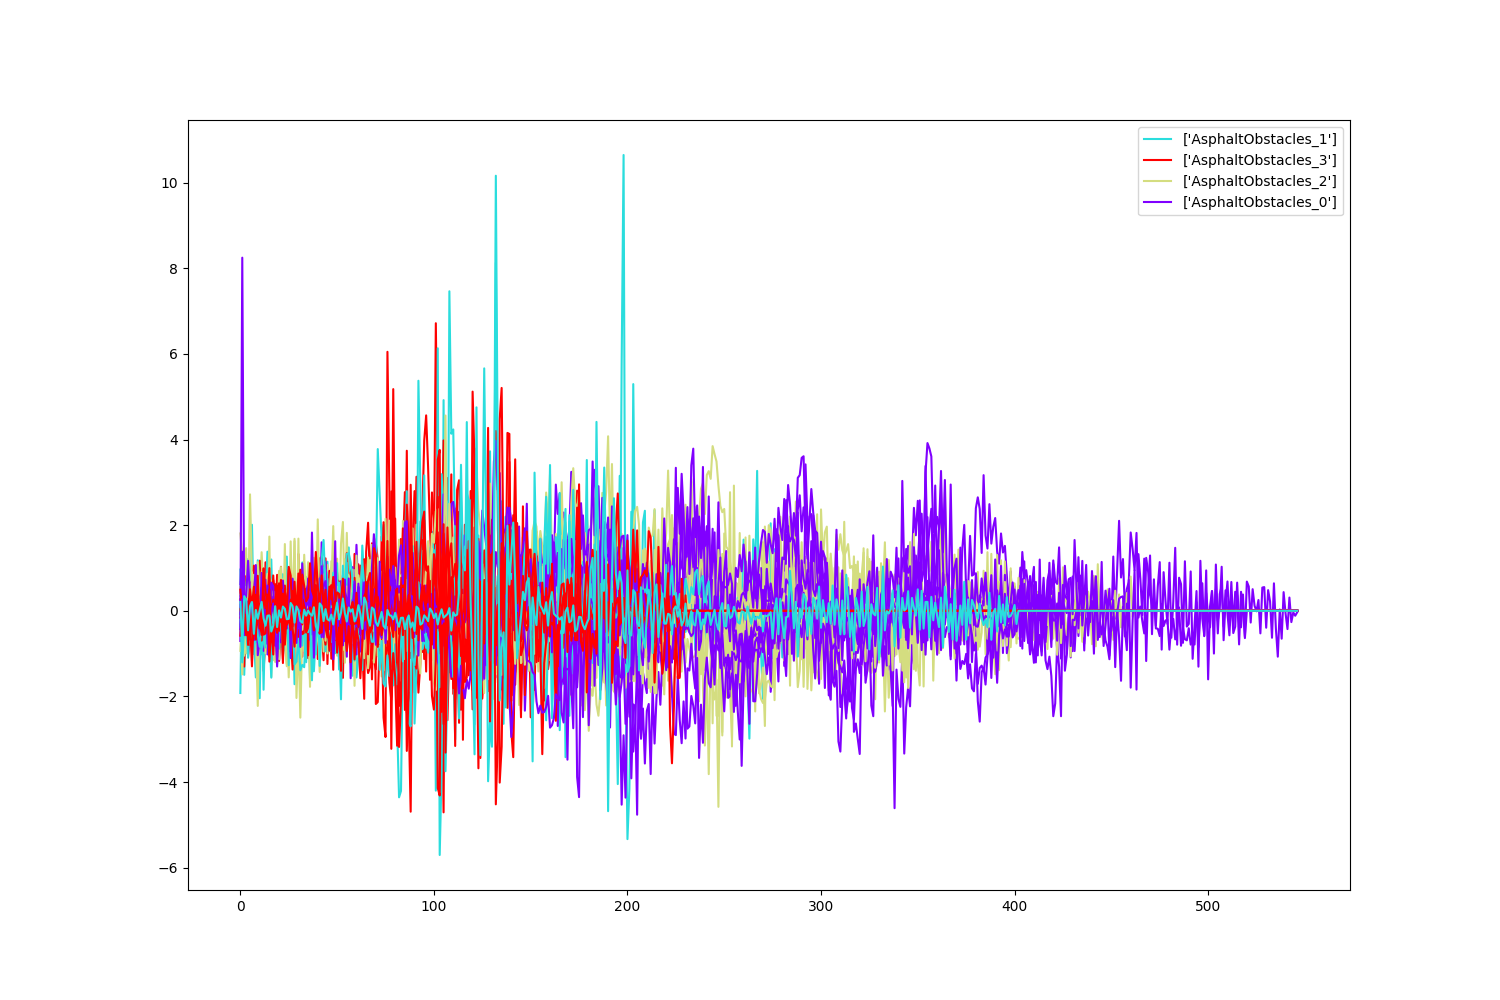 ['AsphaltObstacles_1']
['AsphaltObstacles_3']
['AsphaltObstacles_2']
['AsphaltObstacles_0']
10
8
6
4
2
0
−2
−4
−6
0 100 200 300 400 500